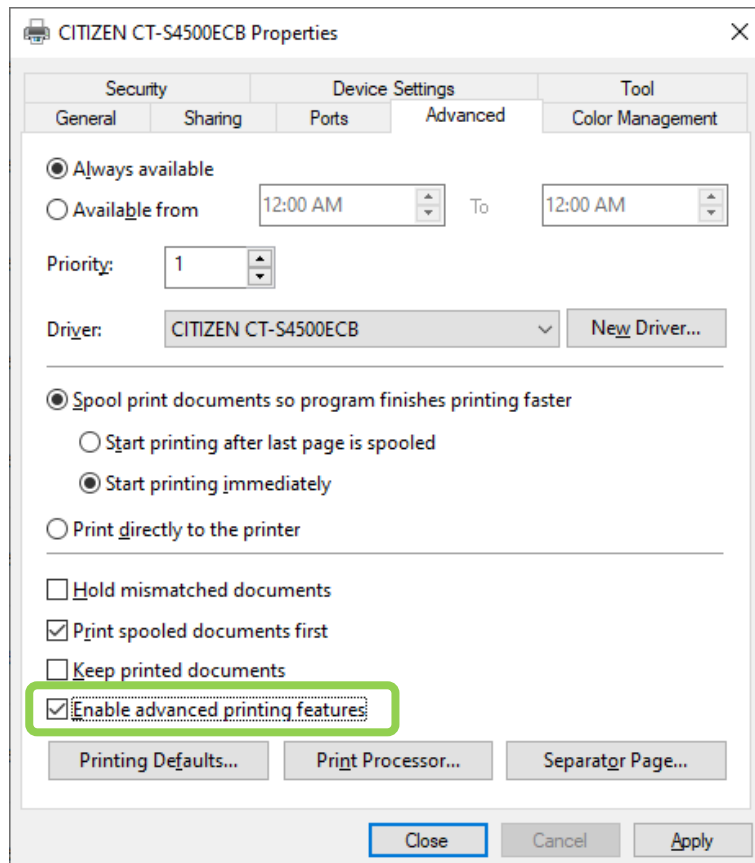 CITIZEN CT-S4500ECB Properties
Security Device Settings Tool
General Sharing Ports Advanced Color Management
Always available
Available from 12:00 AM To 12:00 AM
Priority: 1
Driver: CITIZEN CT-S4500ECB New Driver...
Spool print documents so program finishes printing faster
Start printing after last page is spooled
Start printing immediately
Print directly to the printer
Hold mismatched documents
Print spooled documents first
Keep printed documents
Enable advanced printing features
Printing Defaults... Print Processor... Separator Page...
Close Cancel Apply